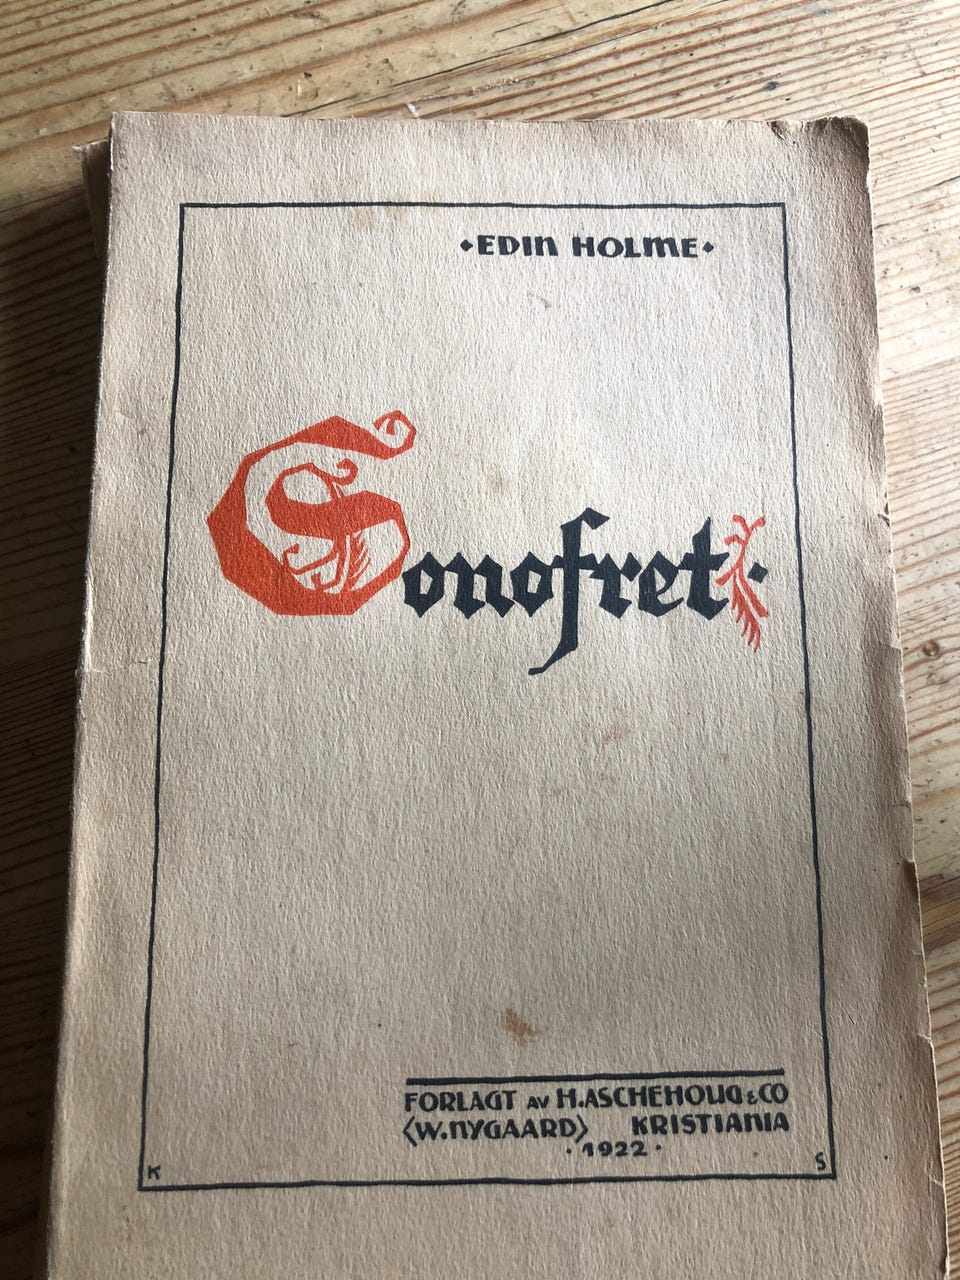 ·EDIN HOLME·
Sonofret·
FORLAGT AV H. ASCHEHOUG & CO
(W. NYGAARD) KRISTIANIA
·1922·
K S